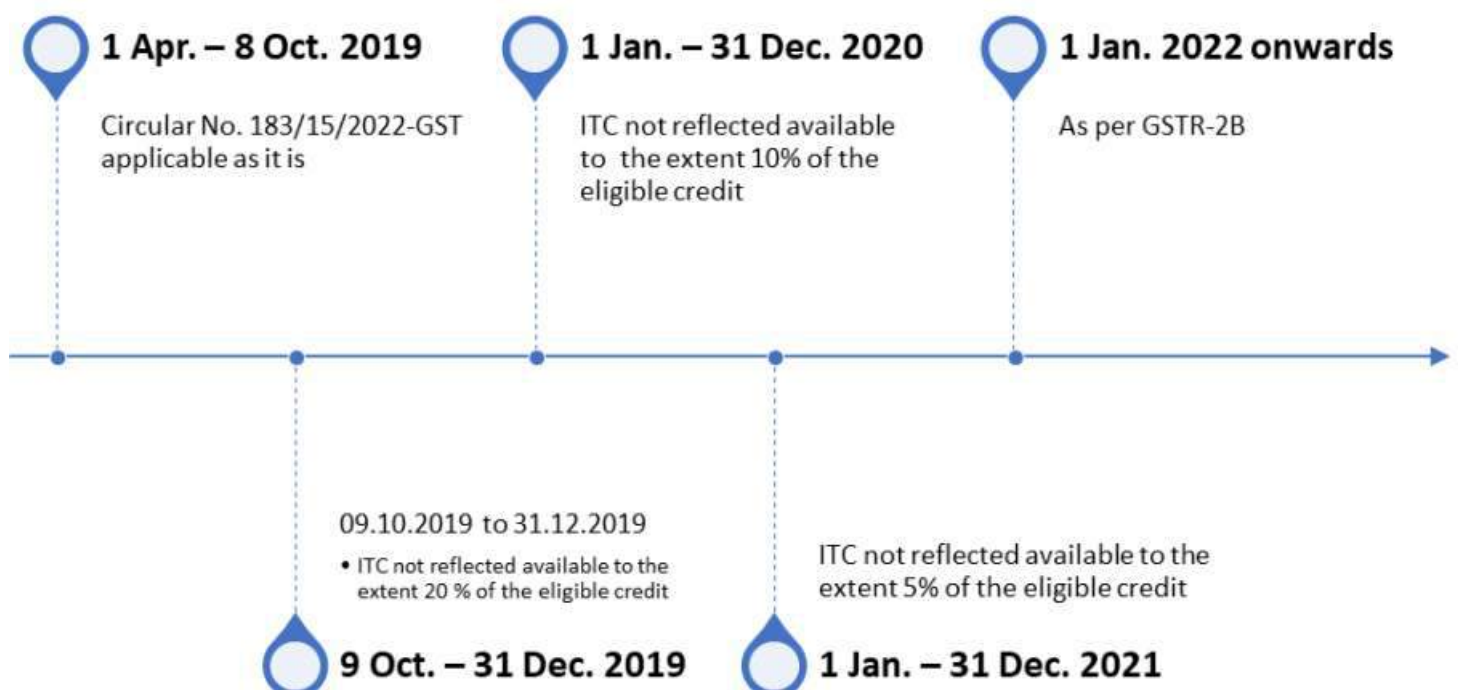 1 Apr. – 8 Oct. 2019
Circular No. 183/15/2022-GST
applicable as it is
09.10.2019 to 31.12.2019
• ITC not reflected available to the
extent 20 % of the eligible credit
9 Oct. – 31 Dec. 2019
1 Jan. – 31 Dec. 2020
ITC not reflected available
to the extent 10% of the
eligible credit
ITC not reflected available to the
extent 5% of the eligible credit
1 Jan. – 31 Dec. 2021
1 Jan. 2022 onwards
As per GSTR-2B